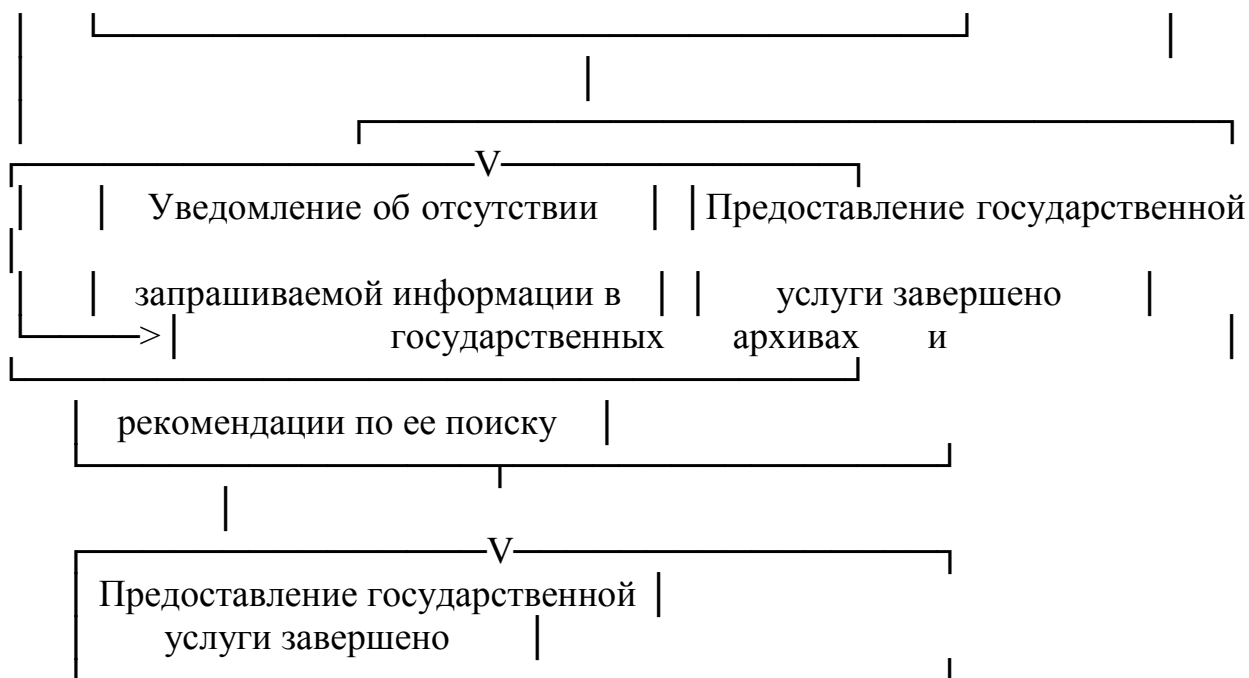 V
Уведомление об отсутствии Предоставление государственной
запрашиваемой информации в услуги завершено
> государственных архивах и
рекомендации по ее поиску
V
Предоставление государственной
услуги завершено